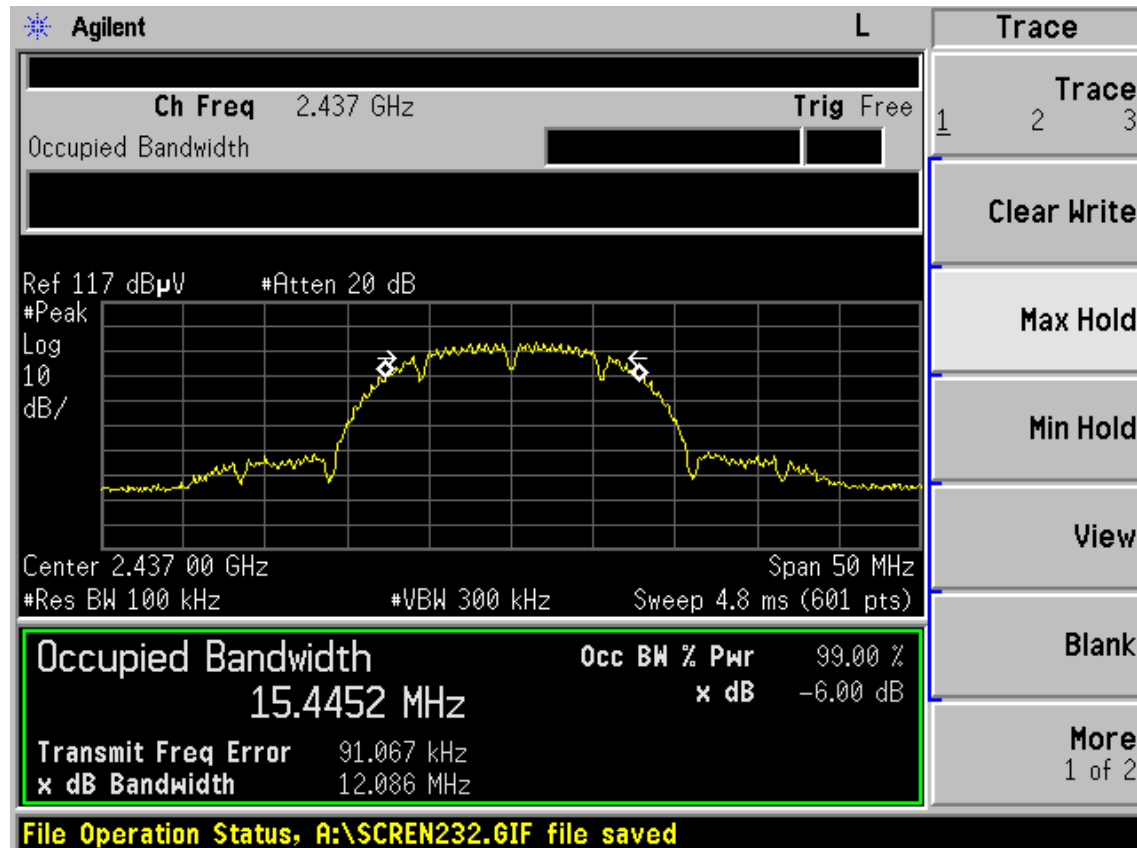 Agilent L Trace
Ch Freq 2.437 GHz Trig Free
Trace
1 2 3
Occupied Bandwidth
Clear Write
Ref 117 dBµV #Atten 20 dB
#Peak
Log
10
dB/
Max Hold
Min Hold
View
Center 2.437 00 GHz Span 50 MHz
#Res BW 100 kHz #VBW 300 kHz Sweep 4.8 ms (601 pts)
Occupied Bandwidth Occ BW % Pwr 99.00 %
15.4452 MHz x dB -6.00 dB
Blank
Transmit Freq Error 91.067 kHz
x dB Bandwidth 12.086 MHz
More
1 of 2
File Operation Status, A:\SCREN232.GIF file saved